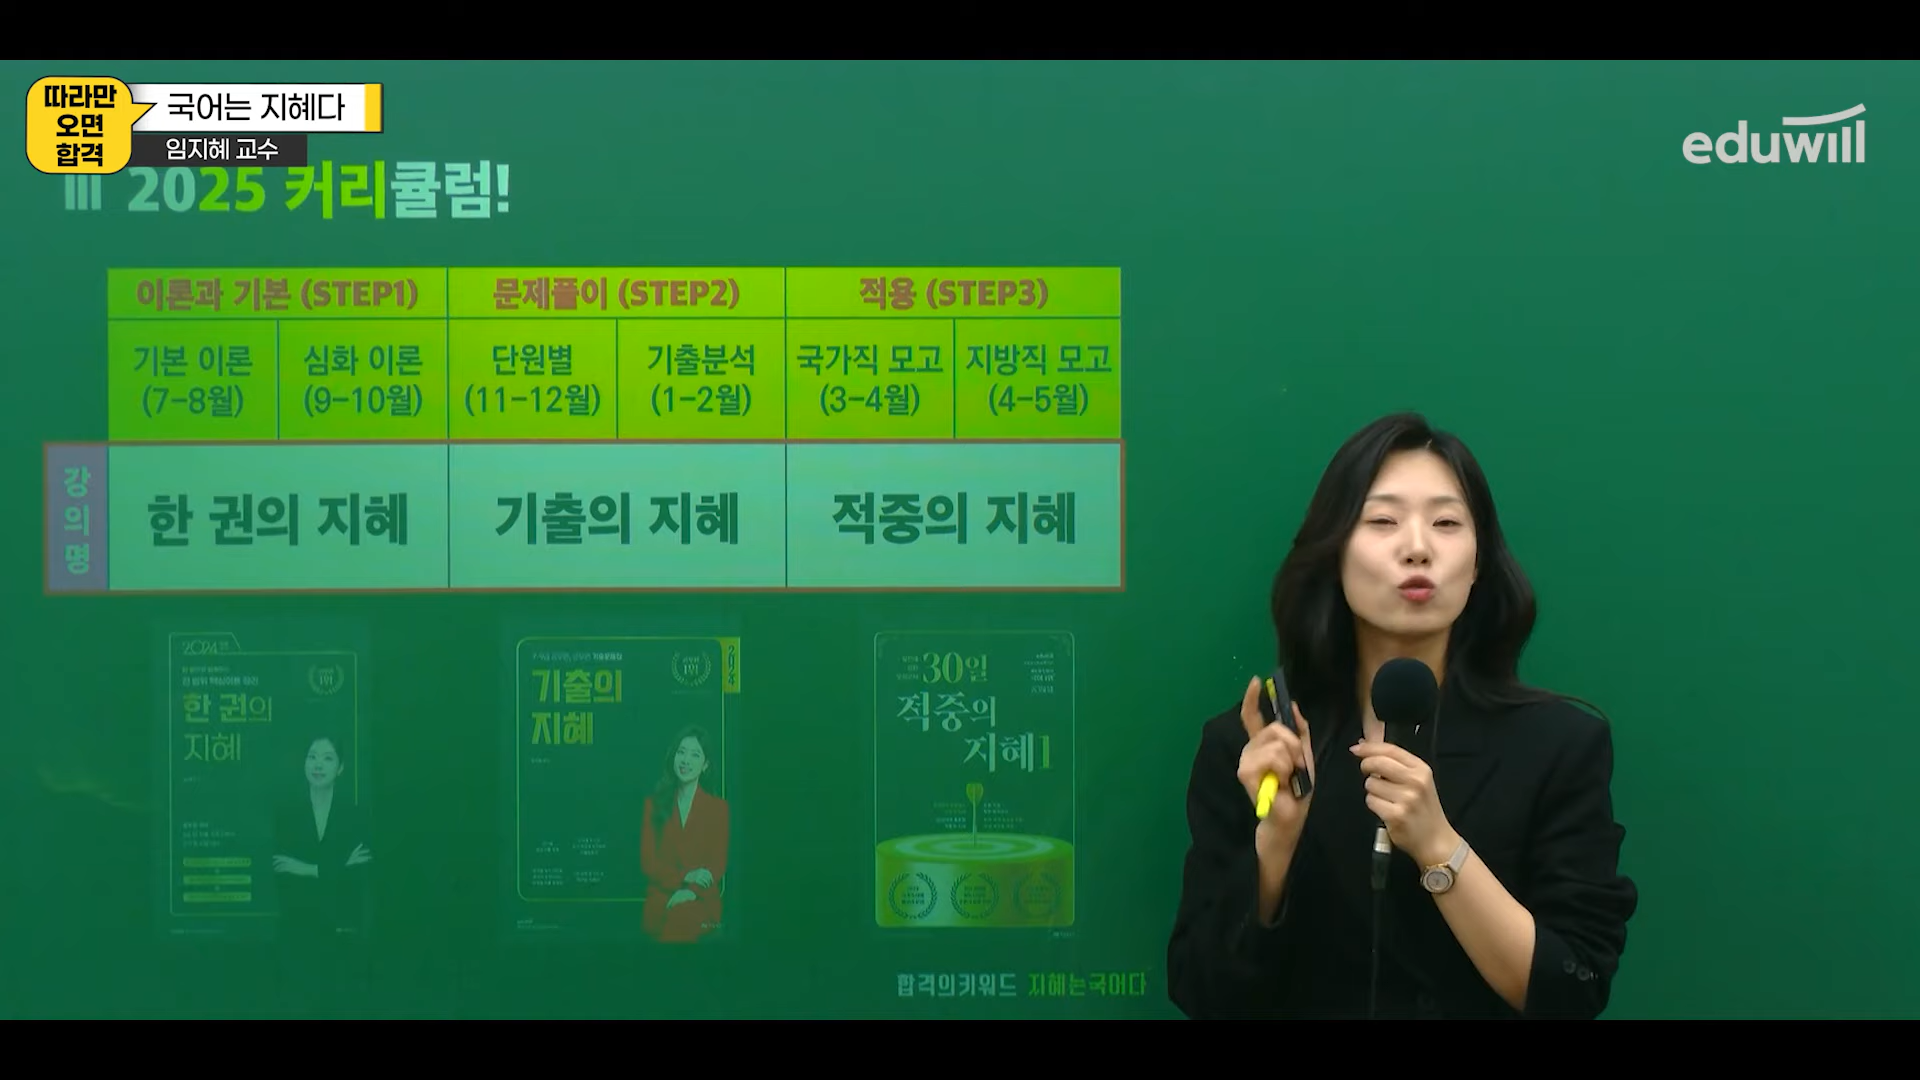 따라만
오면
합격
국어는 지혜다
임지혜 교수
eduwill
III 2025 커리큘럼!
이론과 기본 (STEP1)
문제풀이 (STEP2)
적용 (STEP3)
기본 이론
(7-8월)
심화 이론
(9-10월)
단원별
(11-12월)
기출분석
(1-2월)
국가직 모고
(3-4월)
지방직 모고
(4-5월)
강의명
한 권의 지혜
기출의 지혜
적중의 지혜
2024
한 권의
지혜
1위
기출의
지혜
1위
2024
30일
적중의
지혜1
합격의키워드 지혜는국어다